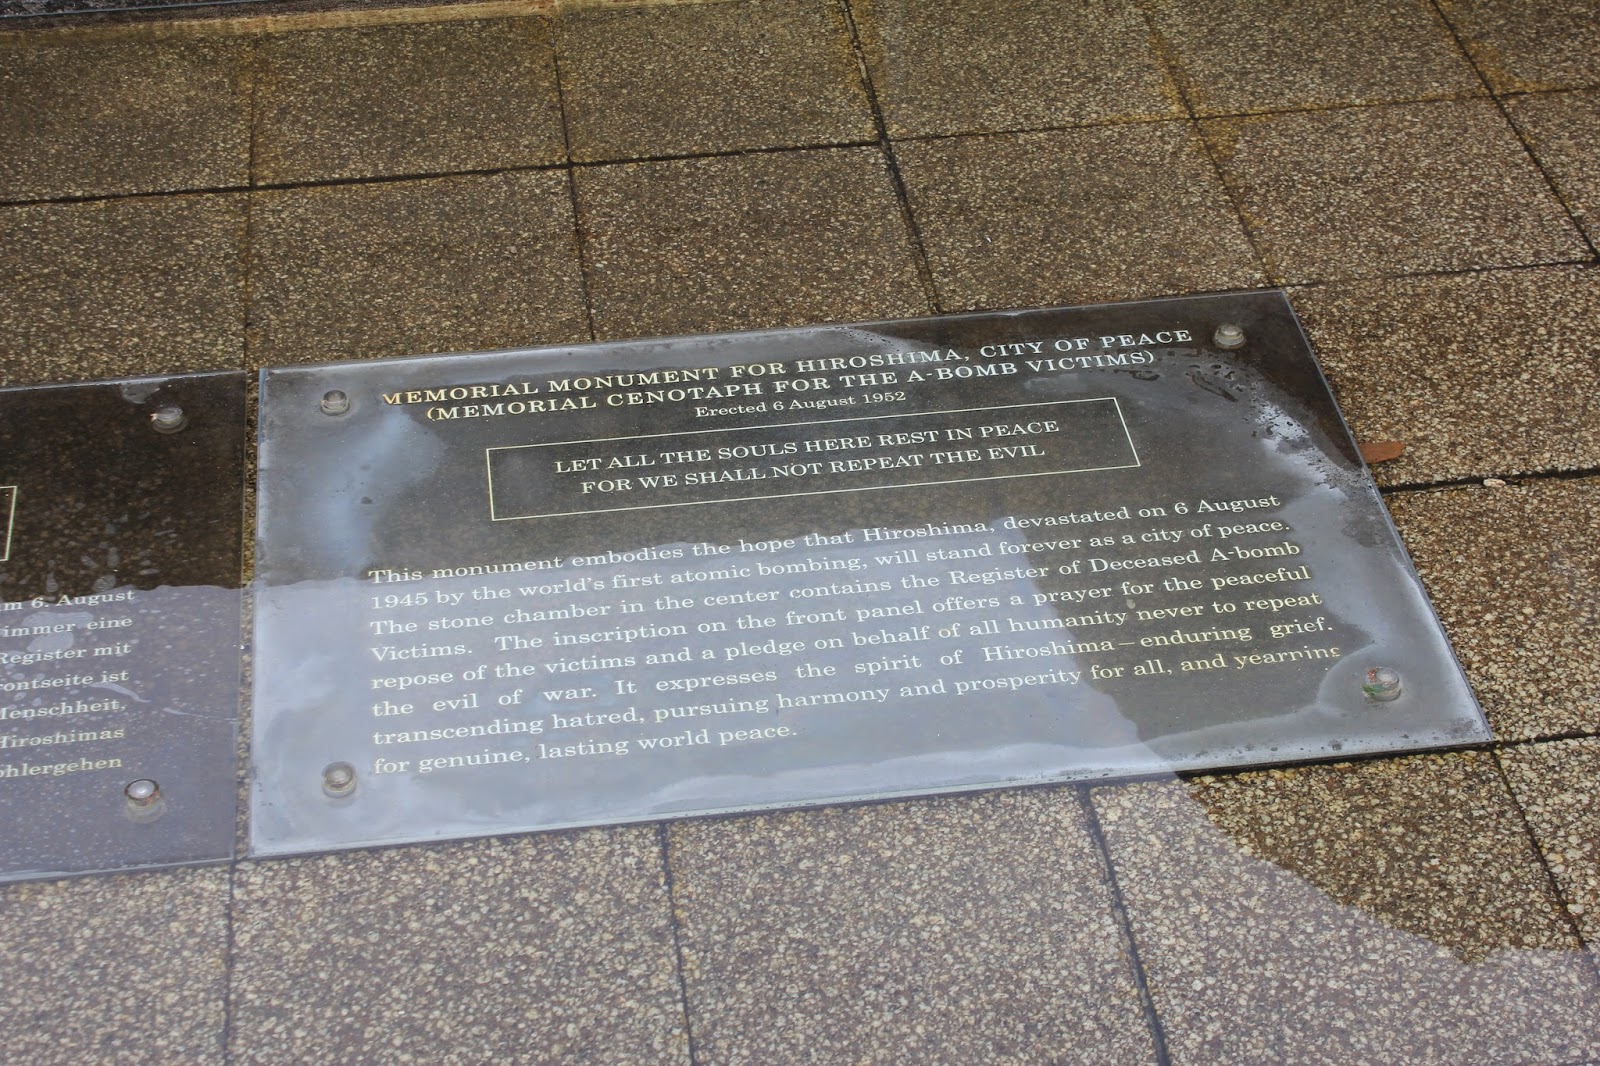 MEMORIAL MONUMENT FOR HIROSHIMA, CITY OF PEACE
(MEMORIAL CENOTAPH FOR THE A-BOMB VICTIMS)
Erected 6 August 1952
LET ALL THE SOULS HERE REST IN PEACE
FOR WE SHALL NOT REPEAT THE EVIL
This monument embodies the hope that Hiroshima, devastated on 6 August
1945 by the world's first atomic bombing, will stand forever as a city of peace.
The stone chamber in the center contains the Register of Deceased A-bomb
Victims. The inscription on the front panel offers a prayer for the peaceful
repose of the victims and a pledge on behalf of all humanity never to repeat
the evil of war. It expresses the spirit of Hiroshima — enduring grief.
transcending hatred, pursuing harmony and prosperity for all, and yearning
for genuine, lasting world peace.
6. August
immer eine
Register mit
rontseite ist
Menschheit,
Hiroshimas
ohlergehen